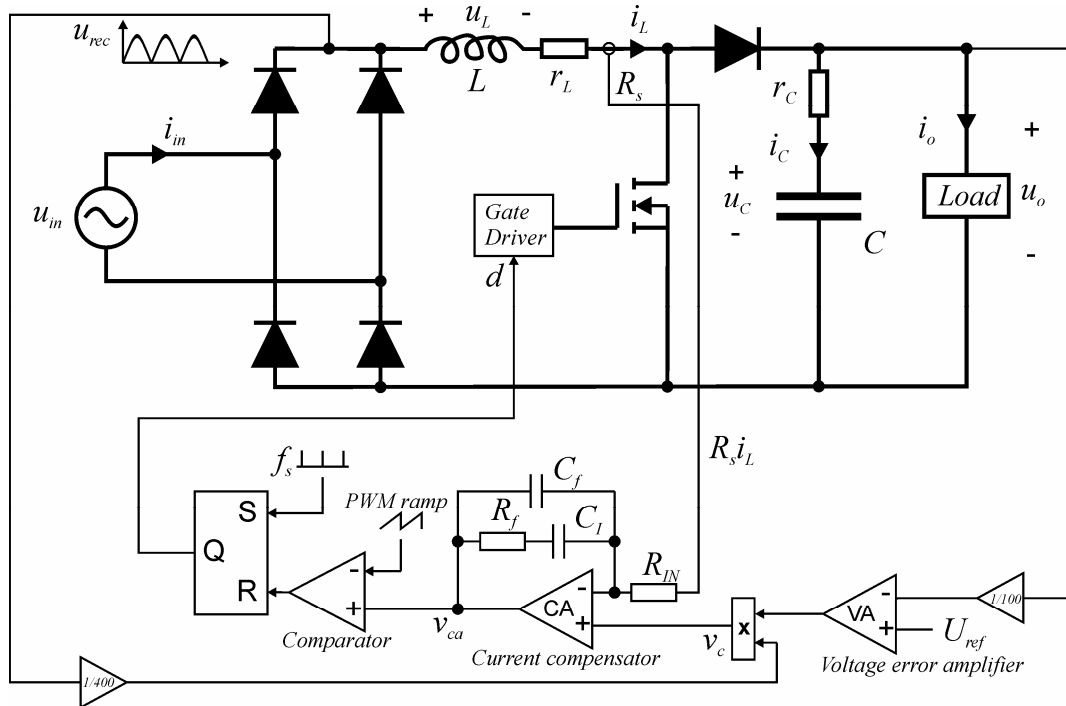 u_rec
+ u_L -
L
r_L
i_L
R_s
i_in
u_in
r_C
i_C
+
u_C
-
C
i_o
Load
+
u_o
-
Gate
Driver
d
R_s i_L
f_s
S
Q
R
PWM ramp
-
+
Comparator
v_ca
C_f
R_f
C_I
R_IN
-
CA
+
Current compensator
v_c
x
-
VA
+
U_ref
Voltage error amplifier
1/100
1/400